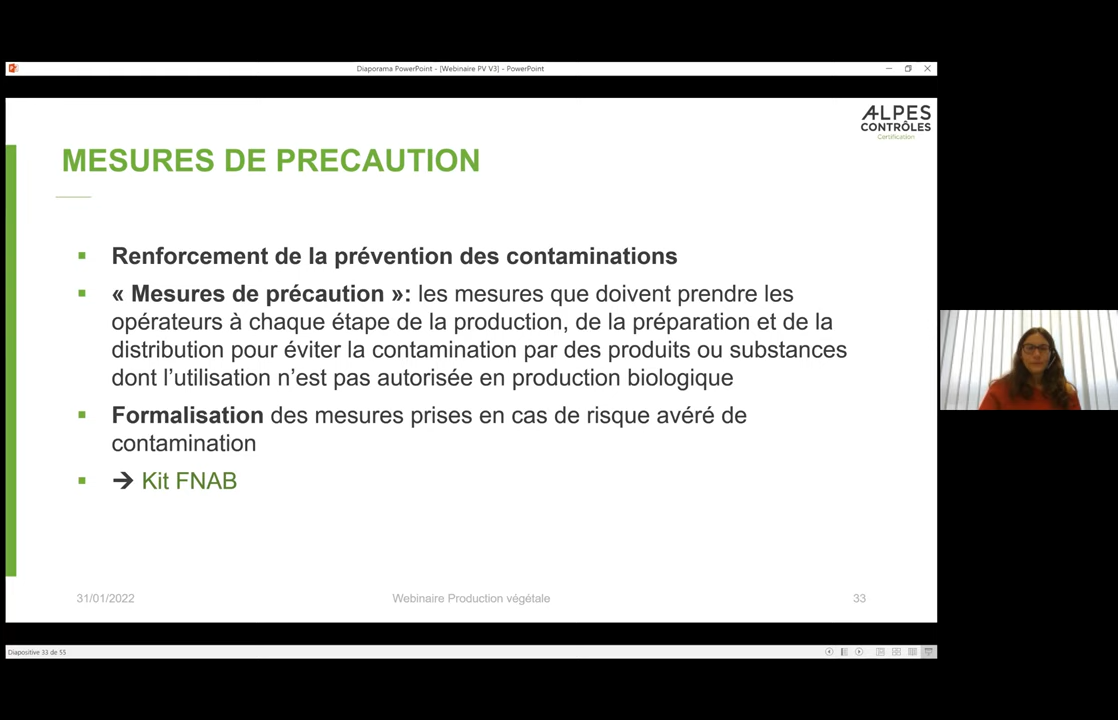 Diaporama PowerPoint - [Webinaire PV V3] - PowerPoint
ALPES
CONTRÔLES
Certification
MESURES DE PRECAUTION
▪ Renforcement de la prévention des contaminations
▪ « Mesures de précaution »: les mesures que doivent prendre les
opérateurs à chaque étape de la production, de la préparation et de la
distribution pour éviter la contamination par des produits ou substances
dont l’utilisation n’est pas autorisée en production biologique
▪ Formalisation des mesures prises en cas de risque avéré de
contamination
▪ → Kit FNAB
31/01/2022 Webinaire Production végétale 33
Diapositive 33 de 55